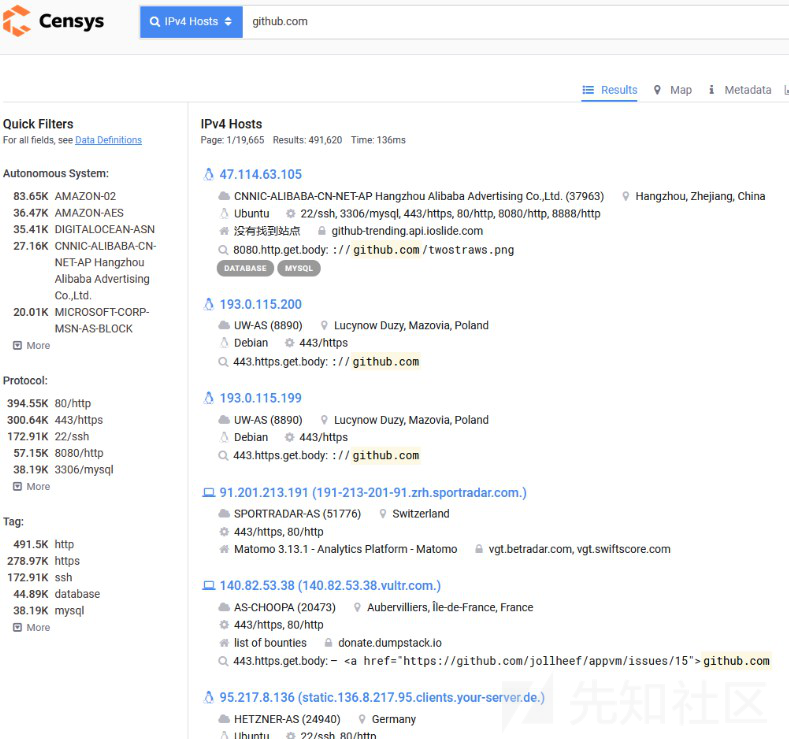 Censys
IPv4 Hosts
github.com
Results
Map
Metadata
Quick Filters
For all fields, see Data Definitions
Autonomous System:
83.65K AMAZON-02
36.47K AMAZON-AES
35.41K DIGITALOCEAN-ASN
27.16K CNNIC-ALIBABA-CN-
NET-AP Hangzhou
Alibaba Advertising
Co.,Ltd.
20.01K MICROSOFT-CORP-
MSN-AS-BLOCK
More
Protocol:
394.55K 80/http
300.64K 443/https
172.91K 22/ssh
57.15K 8080/http
38.19K 3306/mysql
More
Tag:
491.5K http
278.97K https
172.91K ssh
44.89K database
38.19K mysql
More
IPv4 Hosts
Page: 1/19,665 Results: 491,620 Time: 136ms
47.114.63.105
CNNIC-ALIBABA-CN-NET-AP Hangzhou Alibaba Advertising Co.,Ltd. (37963) Hangzhou, Zhejiang, China
Ubuntu 22/ssh, 3306/mysql, 443/https, 80/http, 8080/http, 8888/http
没有找到站点 github-trending.api.ioslide.com
8080.http.get.body: ://github.com/twostraws.png
DATABASE MYSQL
193.0.115.200
UW-AS (8890) Lucynow Duzy, Mazovia, Poland
Debian 443/https
443.https.get.body: ://github.com
193.0.115.199
UW-AS (8890) Lucynow Duzy, Mazovia, Poland
Debian 443/https
443.https.get.body: ://github.com
91.201.213.191 (191-213-201-91.zrh.sportradar.com.)
SPORTRADAR-AS (51776) Switzerland
443/https, 80/http
Matomo 3.13.1 - Analytics Platform - Matomo vgt.betradar.com, vgt.swiftscore.com
140.82.53.38 (140.82.53.38.vultr.com.)
AS-CHOOPA (20473) Aubervilliers, Île-de-France, France
443/https, 80/http
list of bounties donate.dumpstack.io
443.https.get.body: — <a href="https://github.com/jollheef/appvm/issues/15">github.com
95.217.8.136 (static.136.8.217.95.clients.your-server.de.)
HETZNER-AS (24940) Germany
Ubuntu 22/ssh, 80/http
先知社区